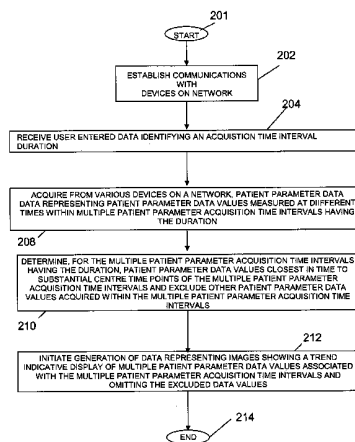 201
START
202
ESTABLISH COMMUNICATIONS
WITH
DEVICES ON NETWORK
204
RECEIVE USER ENTERED DATA IDENTIFYING AN ACQUISTION TIME INTERVAL
DURATION
ACQUIRE FROM VARIOUS DEVICES ON A NETWORK, PATIENT PARAMETER DATA
DATA REPRESENTING PATIENT PARAMETER DATA VALUES MEASURED AT DIIFFERENT
TIMES WITHIN MULTIPLE PATIENT PARAMETER ACQUISITION TIME INTERVALS HAVING
THE DURATION
208
DETERMINE, FOR THE MULTIPLE PATIENT PARAMETER ACQUISITION TIME INTERVALS
HAVING THE DURATION, PATIENT PARAMETER DATA VALUES CLOSEST IN TIME TO
SUBSTANTIAL CENTRE TIME POINTS OF THE MULTIPLE PATIENT PARAMETER
ACQUISITION TIME INTERVALS AND EXCLUDE OTHER PATIENT PARAMETER DATA
VALUES ACQUIRED WITHIN THE MULTIPLE PATIENT PARAMETER ACQUISITION TIME
INTERVALS
210
212
INITIATE GENERATION OF DATA REPRESENTING IMAGES SHOWING A TREND
INDICATIVE DISPLAY OF MULTIPLE PATIENT PARAMETER DATA VALUES ASSOCIATED
WITH THE MULTIPLE PATIENT PARAMETER ACQUISITION TIME INTERVALS AND
OMITTING THE EXCLUDED DATA VALUES
END
214